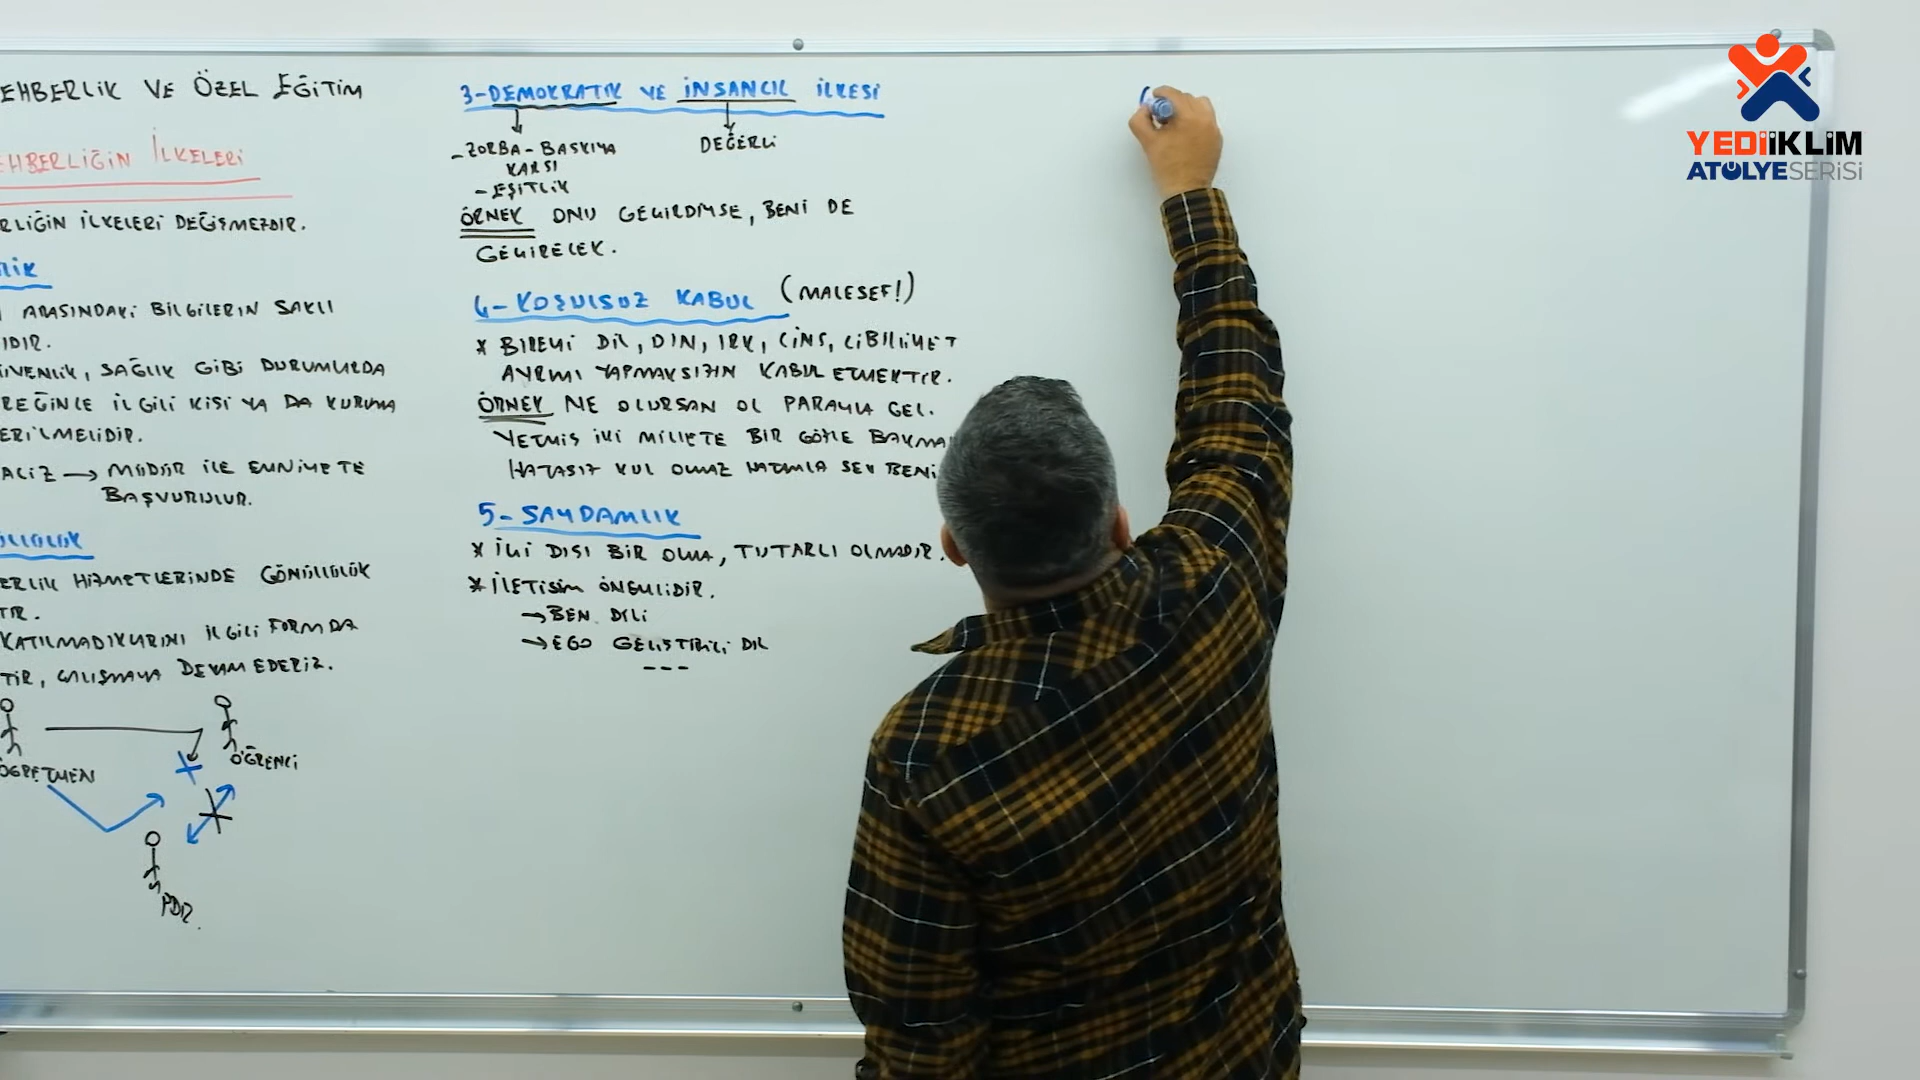 EHBERLİK VE ÖZEL EĞİTİM
EHBERLİĞİN İLKELERİ
RLİĞİN İLKELERİ DEĞİŞMEZDİR.
LİK
ARASINDAKİ BİLGİLERİN SAKLI
IDIR.
ÜVENLİK, SAĞLIK GİBİ DURUMLARDA
REĞİNCE İLGİLİ KİŞİ YA DA KURUMA
ERİLMELİDİR.
ACİZ → MÜDÜR İLE EMNİYETE
BAŞVURULUR.
ÜLLÜLÜK
ERLİK HİZMETLERİNDE GÖNÜLLÜLÜK
TIR.
KATILMADIKLARINI İLGİLİ FORMDA
TİR, ÇALIŞMAYA DEVAM EDERİZ.
ÖĞRETMEN
ÖĞRENCİ
PDR.
3-DEMOKRATİK VE İNSANCIL İLKESİ
-ZORBA-BASKIYA
KARŞI
-EŞİTLİK
DEĞERLİ
ÖRNEK ONU GEÇİRDİYSE, BENİ DE
GEÇİRECEK.
4-KOŞULSUZ KABUL (MALESEF!)
* BİREYİ DİL, DİN, IRK, CİNS, CİBİLİYET
AYRIMI YAPMAKSIZIN KABUL ETMEKTİR.
ÖRNEK NE OLURSAN OL PARAYLA GEL.
YETMİŞ İKİ MİLLETE BİR GÖZLE BAKMA
HATASIZ KUL OLMAZ HATAMLA SEV BENİ
5-SAYDAMLIK
* İÇİ DIŞI BİR OLMA, TUTARLI OLMADIR.
* İLETİŞİM ÖNEMLİDİR.
→BEN DİLİ
→EGO GELİŞTİRİCİ DİL
---
YEDİİKLİM
ATÖLYESERİSİ